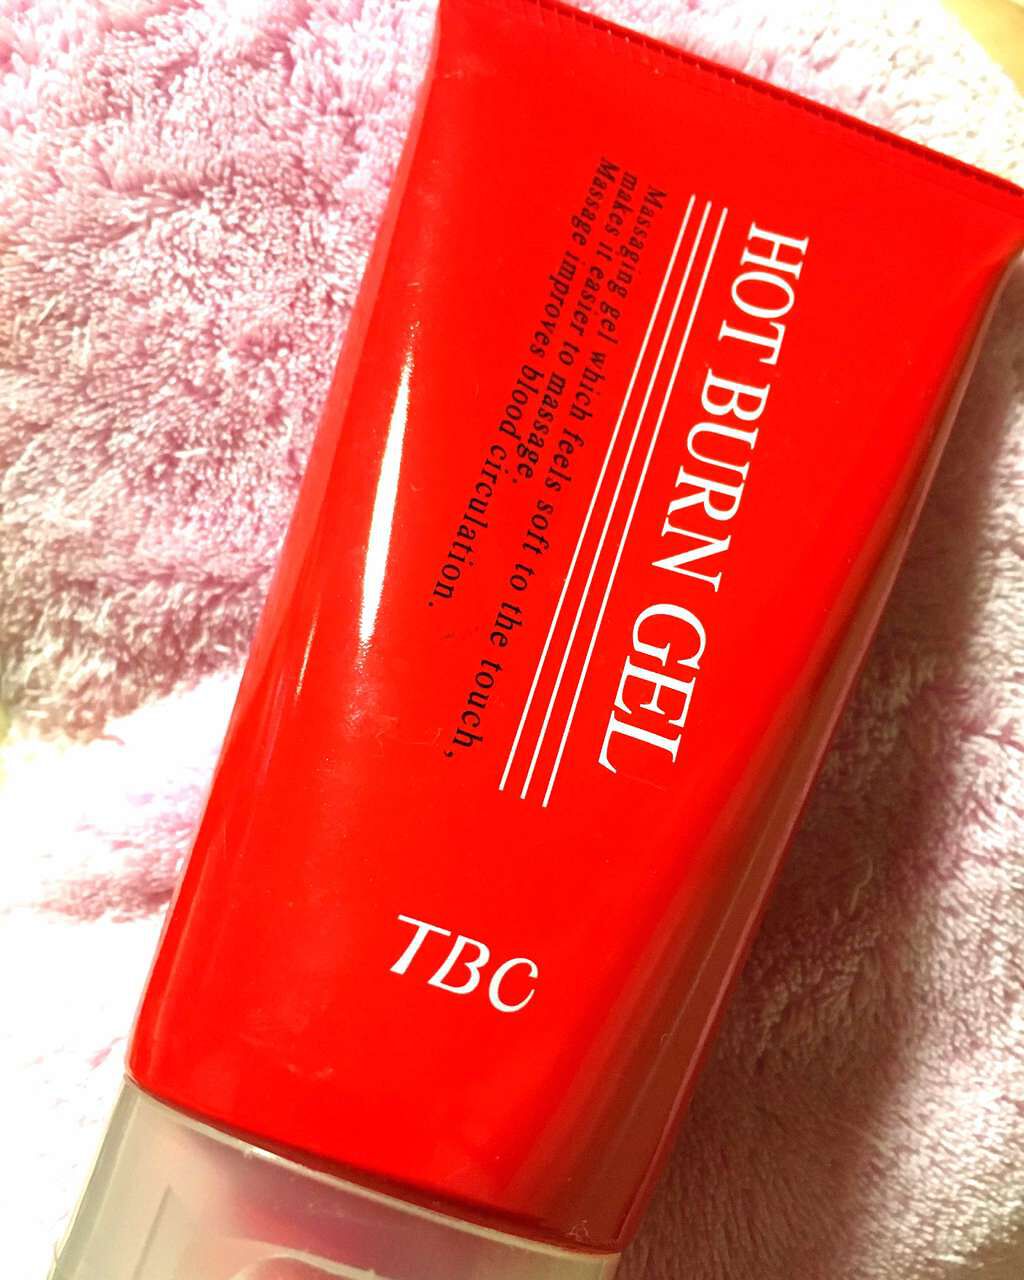 HOT BURN GEL
Massaging gel which feels soft to the touch,
makes it easier to massage.
Massage improves blood circulation.
TBC